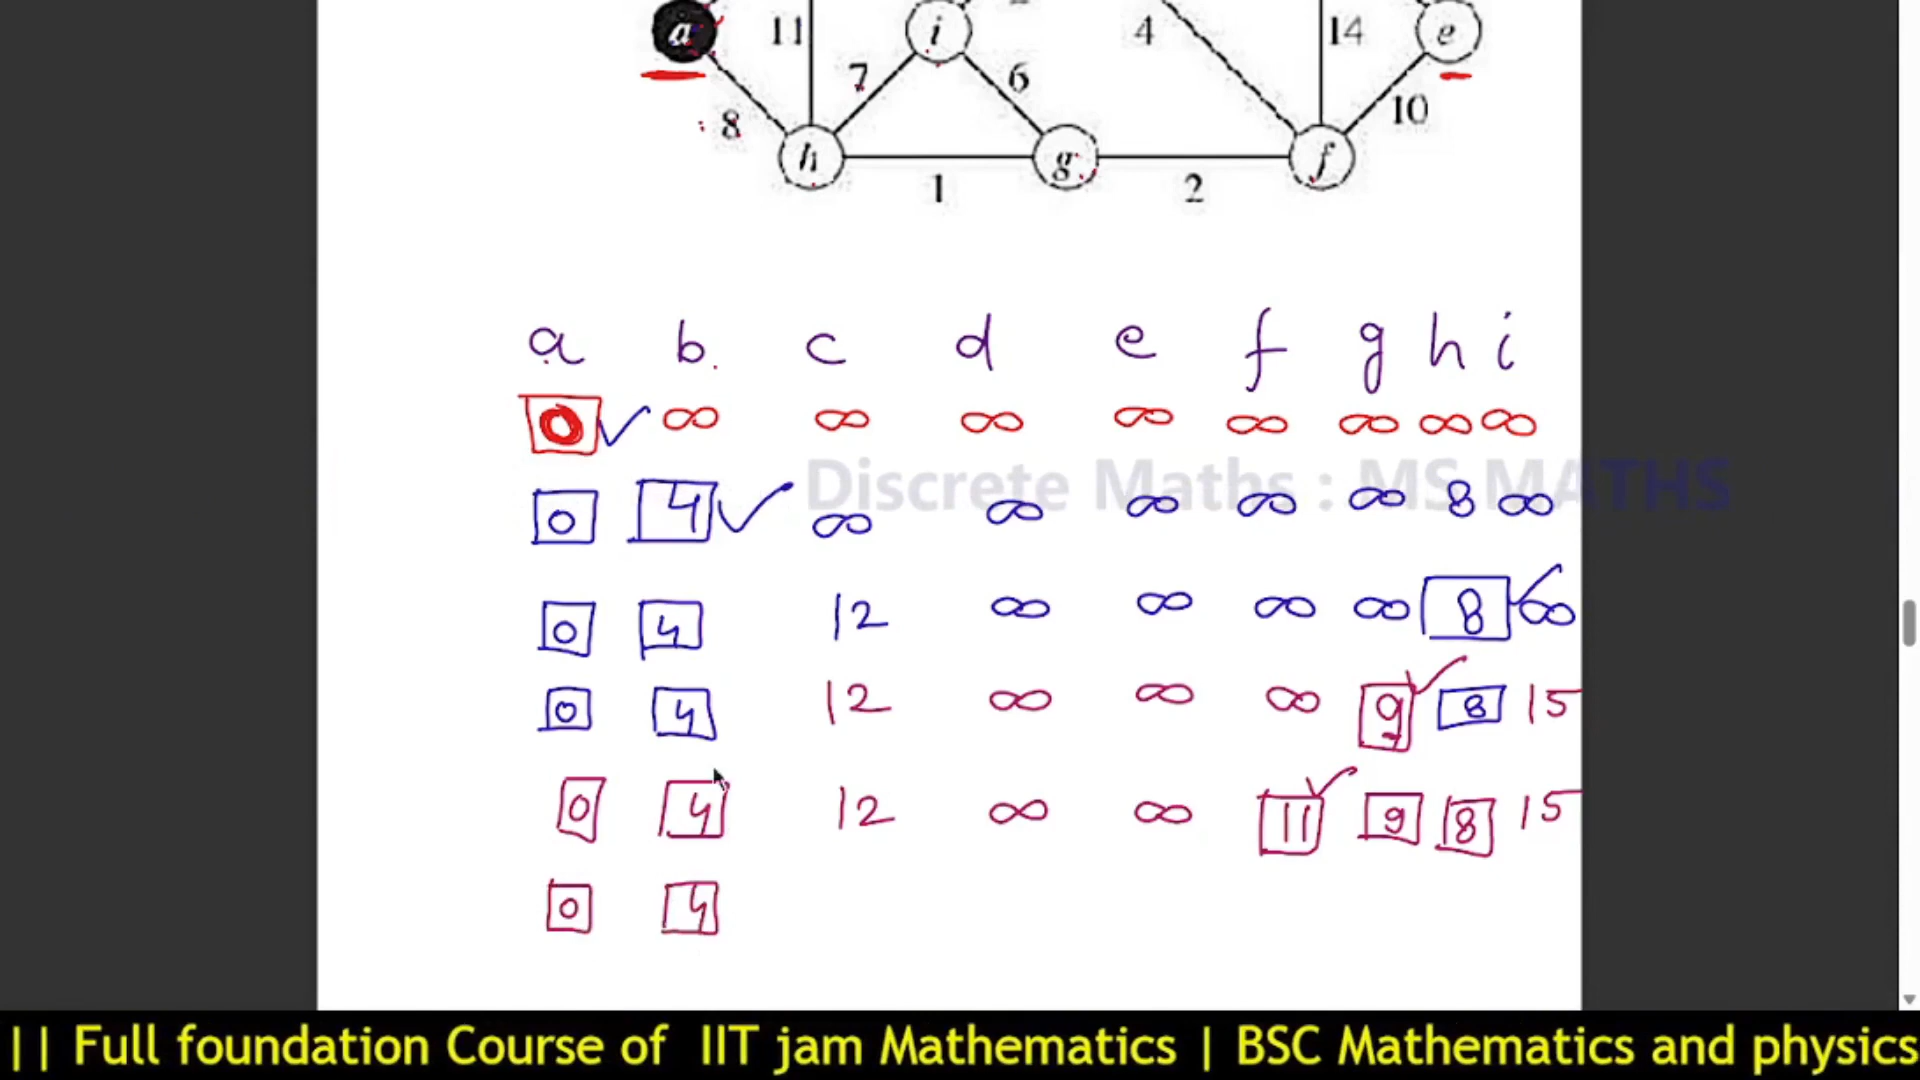 a 11 i 4 14 e
7 6
8 10
h g f
1 2
a b c d e f g h i
0 ∞ ∞ ∞ ∞ ∞ ∞ ∞ ∞
Discrete Maths : MS MATHS
0 4 ∞ ∞ ∞ ∞ ∞ 8 ∞
0 4 12 ∞ ∞ ∞ ∞ 8 ∞
0 4 12 ∞ ∞ ∞ 9 8 15
0 4 12 ∞ ∞ 11 9 8 15
0 4
|| Full foundation Course of IIT jam Mathematics | BSC Mathematics and physics